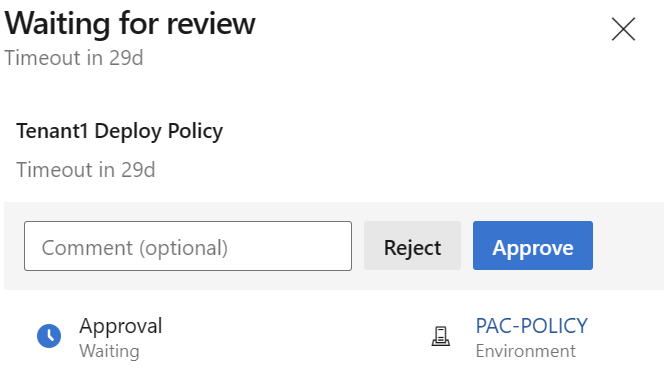 Waiting for review
Timeout in 29d
Tenant1 Deploy Policy
Timeout in 29d
Comment (optional)
Reject
Approve
Approval
Waiting
PAC-POLICY
Environment